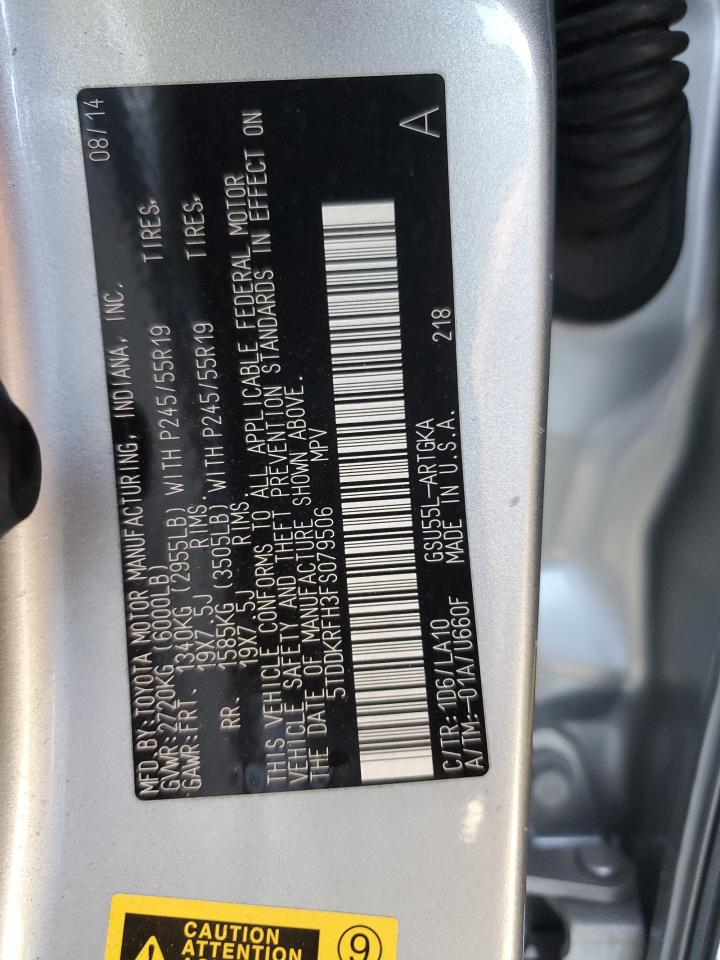 MFD.BY:TOYOTA MOTOR MANUFACTURING, INDIANA, INC. 08/14
GVWR:2720KG (6000LB)
GAWR:FRT. 1340KG (2955LB) WITH P245/55R19 TIRES,
19X7.5J RIMS.
RR. 1585KG (3505LB) WITH P245/55R19 TIRES,
19X7.5J RIMS.
THIS VEHICLE CONFORMS TO ALL APPLICABLE FEDERAL MOTOR
VEHICLE SAFETY AND THEFT PREVENTION STANDARDS IN EFFECT ON
THE DATE OF MANUFACTURE SHOWN ABOVE.
5TDDKRFH3FS079506 MPV
A
C/TR:1D6/LA10 GSU55L-ARTGKA 218
A/TM:-01A/U660F MADE IN U.S.A.
CAUTION
ATTENTION
9